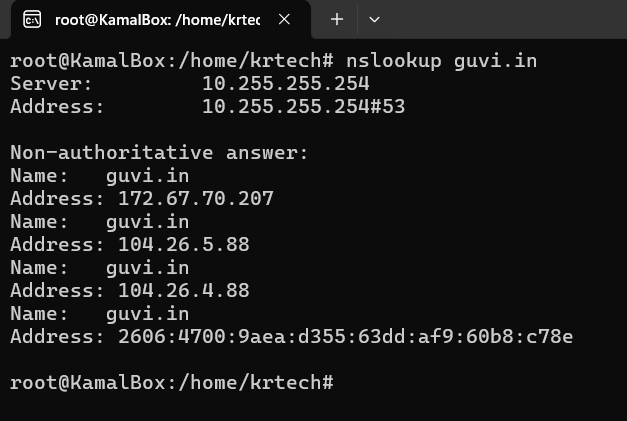 root@KamalBox: /home/krtec
root@KamalBox:/home/krtech# nslookup guvi.in
Server:         10.255.255.254
Address:        10.255.255.254#53
Non-authoritative answer:
Name:   guvi.in
Address: 172.67.70.207
Name:   guvi.in
Address: 104.26.5.88
Name:   guvi.in
Address: 104.26.4.88
Name:   guvi.in
Address: 2606:4700:9aea:d355:63dd:af9:60b8:c78e
root@KamalBox:/home/krtech#